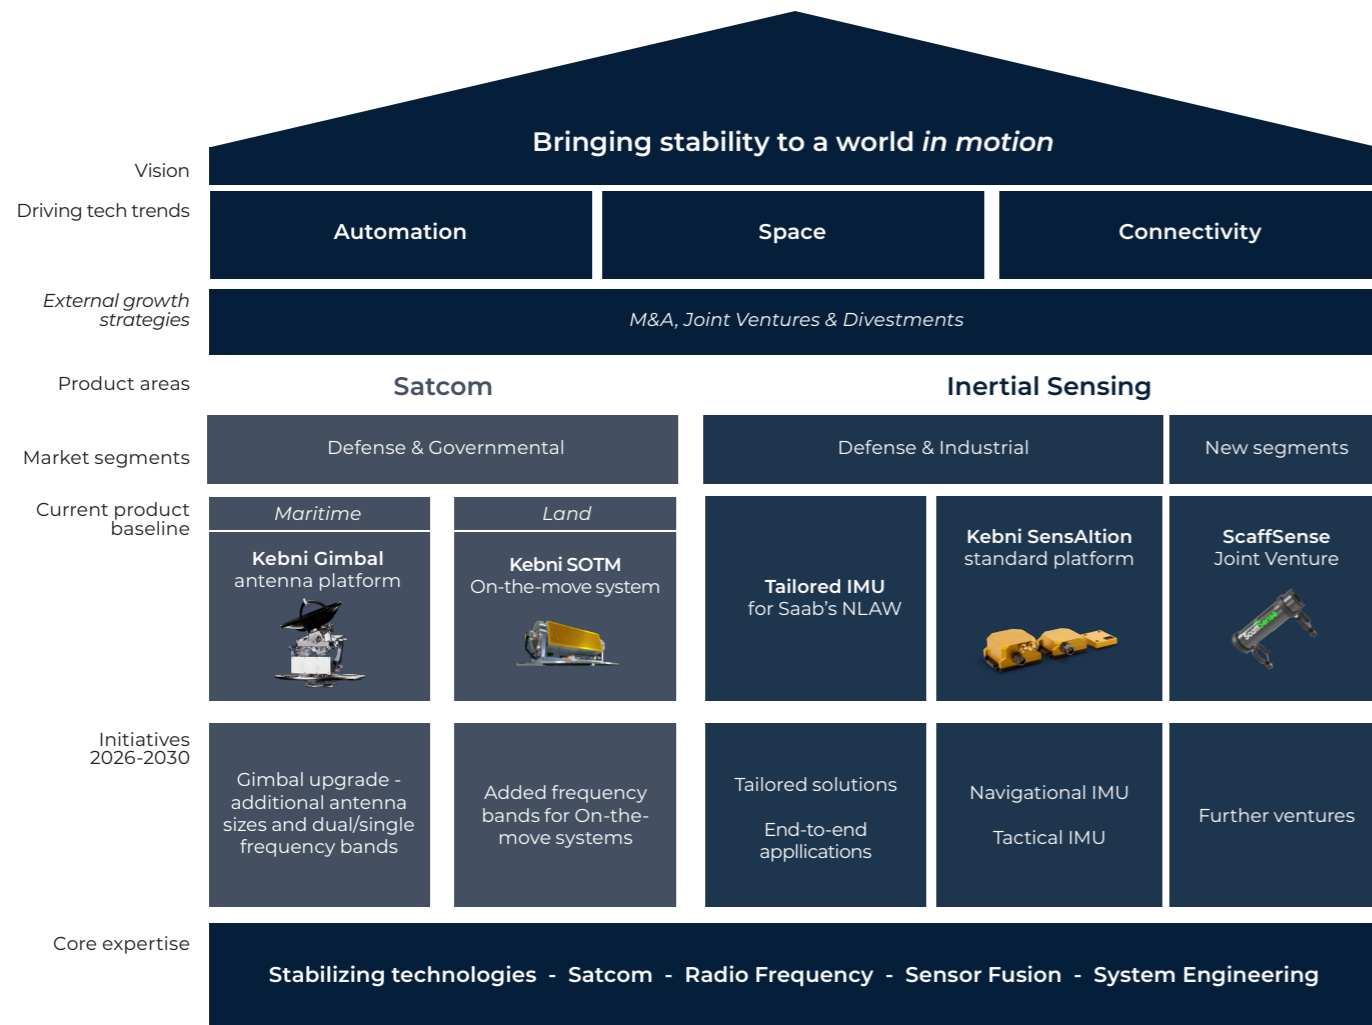 Bringing stability to a world in motion
Vision
Driving tech trends
Automation
Space
Connectivity
External growth
strategies
M&A, Joint Ventures & Divestments
Product areas
Satcom
Inertial Sensing
Market segments
Defense & Governmental
Defense & Industrial
New segments
Current product
baseline
Maritime
Kebni Gimbal
antenna platform
Land
Kebni SOTM
On-the-move system
Tailored IMU
for Saab's NLAW
Kebni SensAItion
standard platform
ScaffSense
Joint Venture
ScaffSense
Initiatives
2026-2030
Gimbal upgrade -
additional antenna
sizes and dual/single
frequency bands
Added frequency
bands for On-the-
move systems
Tailored solutions
End-to-end
appllications
Navigational IMU
Tactical IMU
Further ventures
Core expertise
Stabilizing technologies - Satcom - Radio Frequency - Sensor Fusion - System Engineering